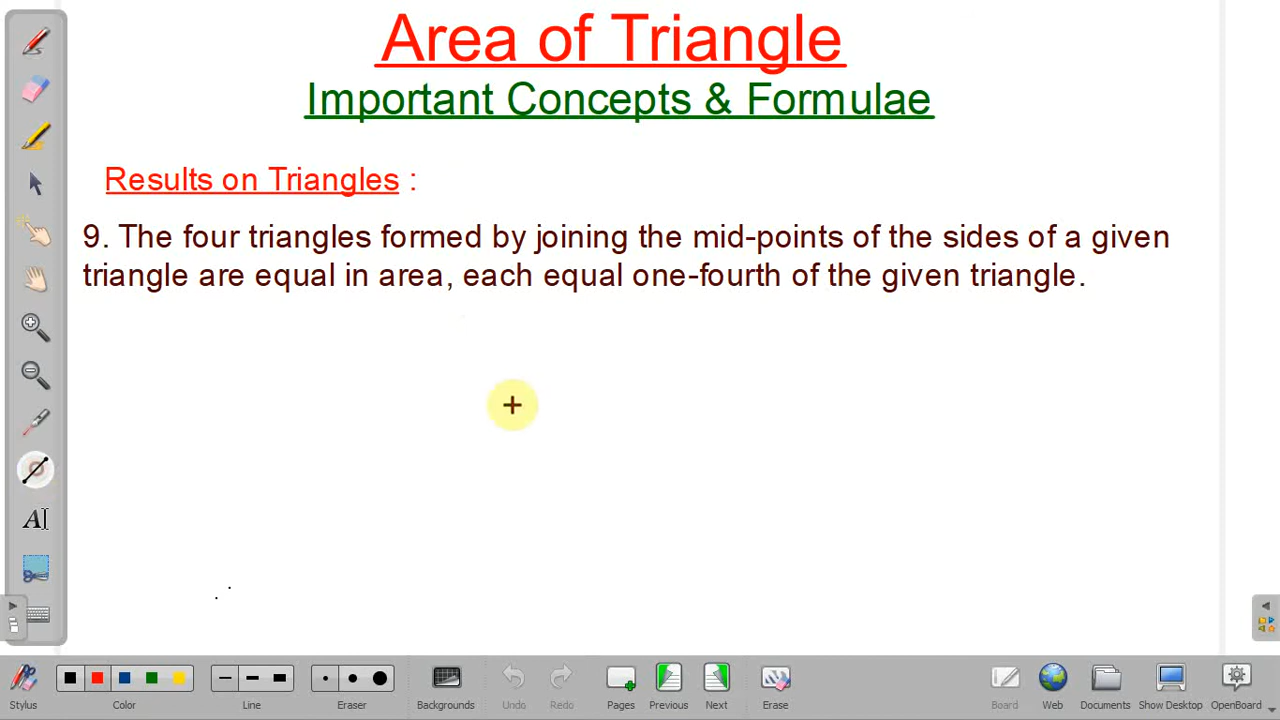 Area of Triangle
Important Concepts & Formulae
Results on Triangles :
9. The four triangles formed by joining the mid-points of the sides of a given
triangle are equal in area, each equal one-fourth of the given triangle.
Stylus
Color
Line
Eraser
Backgrounds
Undo
Redo
Pages
Previous
Next
Erase
Board
Web
Documents
Show Desktop
OpenBoard